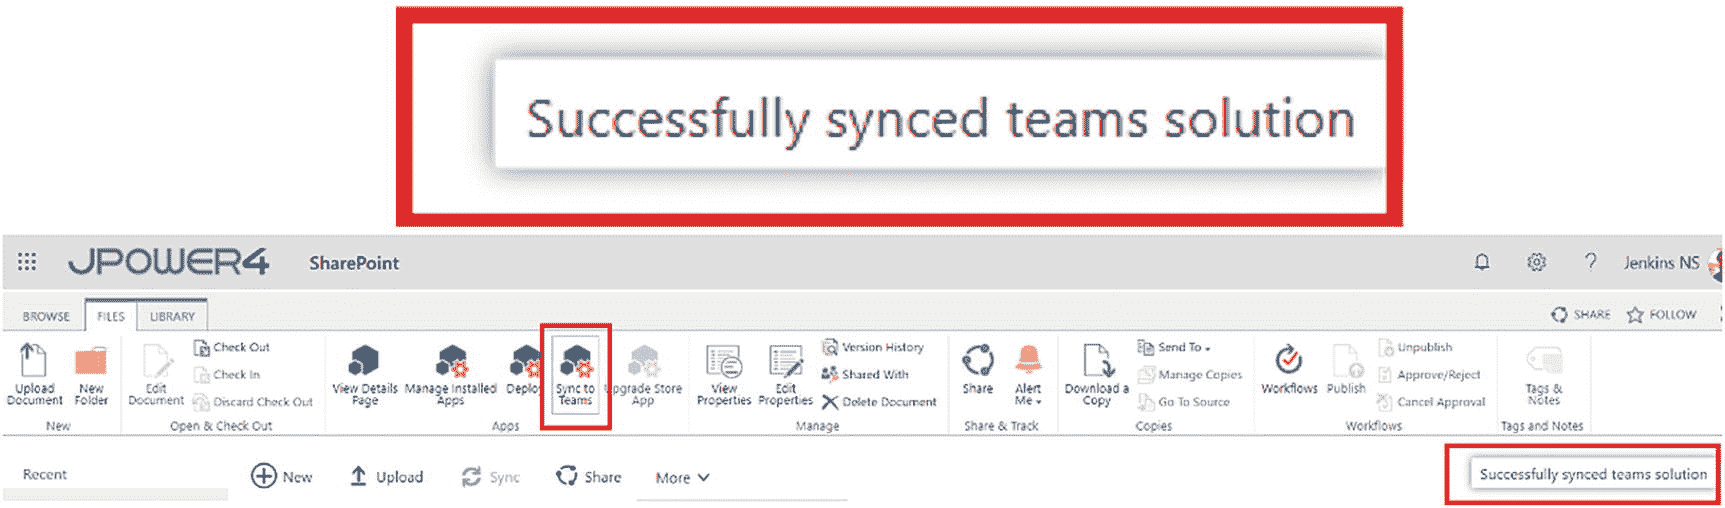 Successfully synced teams solution
JPOWER4 SharePoint ? Jenkins NS
BROWSE FILES LIBRARY SHARE FOLLOW
Upload Document
New Folder
New
Edit Document
Check Out
Check In
Discard Check Out
Open & Check Out
View Details Page
Manage Installed Apps
Deploy
Sync to Teams
Upgrade Store App
Apps
View Properties
Edit Properties
Version History
Shared With
Delete Document
Manage
Share
Alert Me
Share & Track
Download a Copy
Send To
Manage Copies
Go To Source
Copies
Workflows
Publish
Unpublish
Approve/Reject
Cancel Approval
Workflows
Tags & Notes
Tags and Notes
Recent New Upload Sync Share More
Successfully synced teams solution